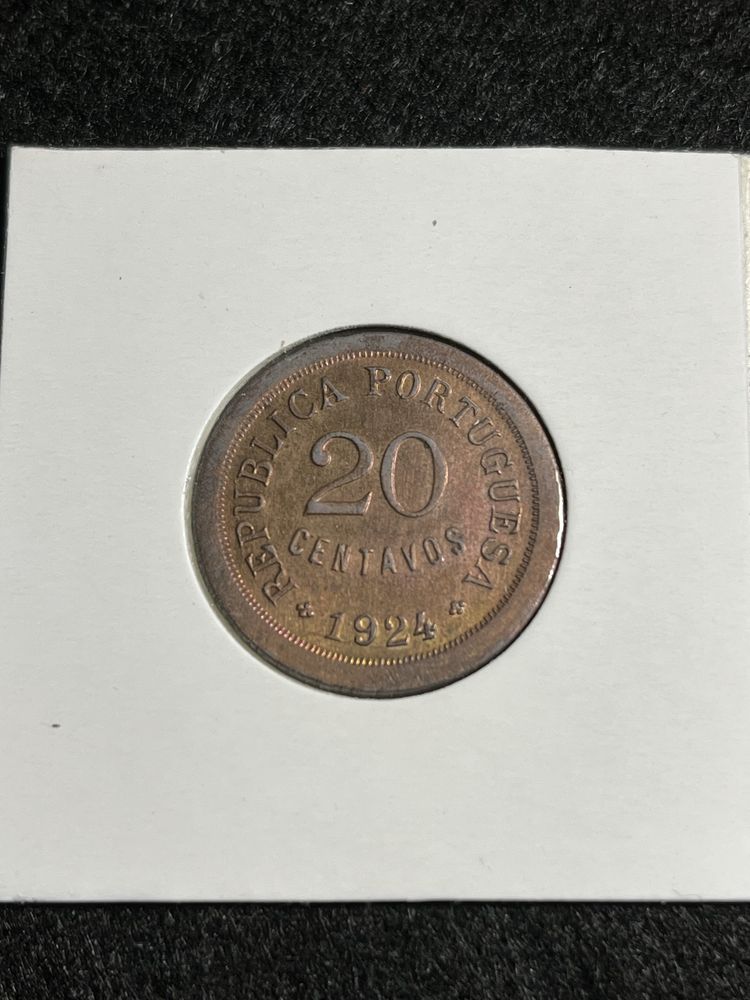 REPUBLICA PORTUGUESA
20
CENTAVOS
* 1924 *